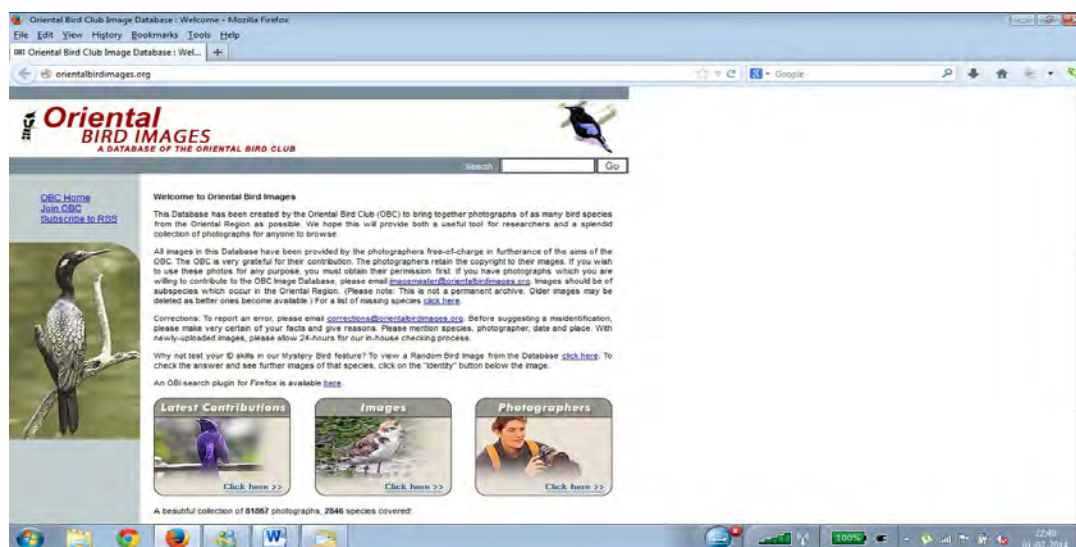 Oriental Bird Club Image Database : Welcome - Mozilla Firefox
File Edit View History Bookmarks Tools Help
OBI Oriental Bird Club Image Database : Wel... +
orientalbirdimages.org
Google
Oriental
BIRD IMAGES
A DATABASE OF THE ORIENTAL BIRD CLUB
Search Go
OBC Home
Join OBC
Subscribe to RSS
Welcome to Oriental Bird Images
This Database has been created by the Oriental Bird Club (OBC) to bring together photographs of as many bird species
from the Oriental Region as possible. We hope this will provide both a useful tool for researchers and a splendid
collection of photographs for anyone to browse.
All images in this Database have been provided by the photographers free-of-charge in furtherance of the aims of the
OBC. The OBC is very grateful for their contribution. The photographers retain the copyright to their images. If you wish
to use these photos for any purpose, you must obtain their permission first. If you have photographs which you are
willing to contribute to the OBC Image Database, please email imagemaster@orientalbirdimages.org. Images should be of
subspecies which occur in the Oriental Region. (Please note: This is not a permanent archive. Older images may be
deleted as better ones become available.) For a list of missing species click here.
Corrections: To report an error, please email corrections@orientalbirdimages.org. Before suggesting a misidentification,
please make very certain of your facts and give reasons. Please mention species, photographer, date and place. With
newly-uploaded images, please allow 24-hours for our in-house checking process.
Why not test your ID skills in our Mystery Bird feature? To view a Random Bird Image from the Database click here. To
check the answer and see further images of that species, click on the "Identity" button below the image.
An OBI search plugin for Firefox is available here
Latest Contributions
Click here >>
Images
Click here >>
Photographers
Click here >>
A beautiful collection of 81867 photographs, 2846 species covered!
100%
22:40
01-02-2014